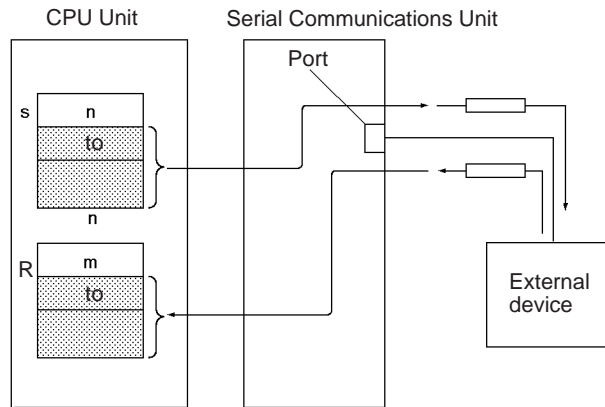 CPU Unit
Serial Communications Unit
Port
s
n
to
n
R
m
to
External
device